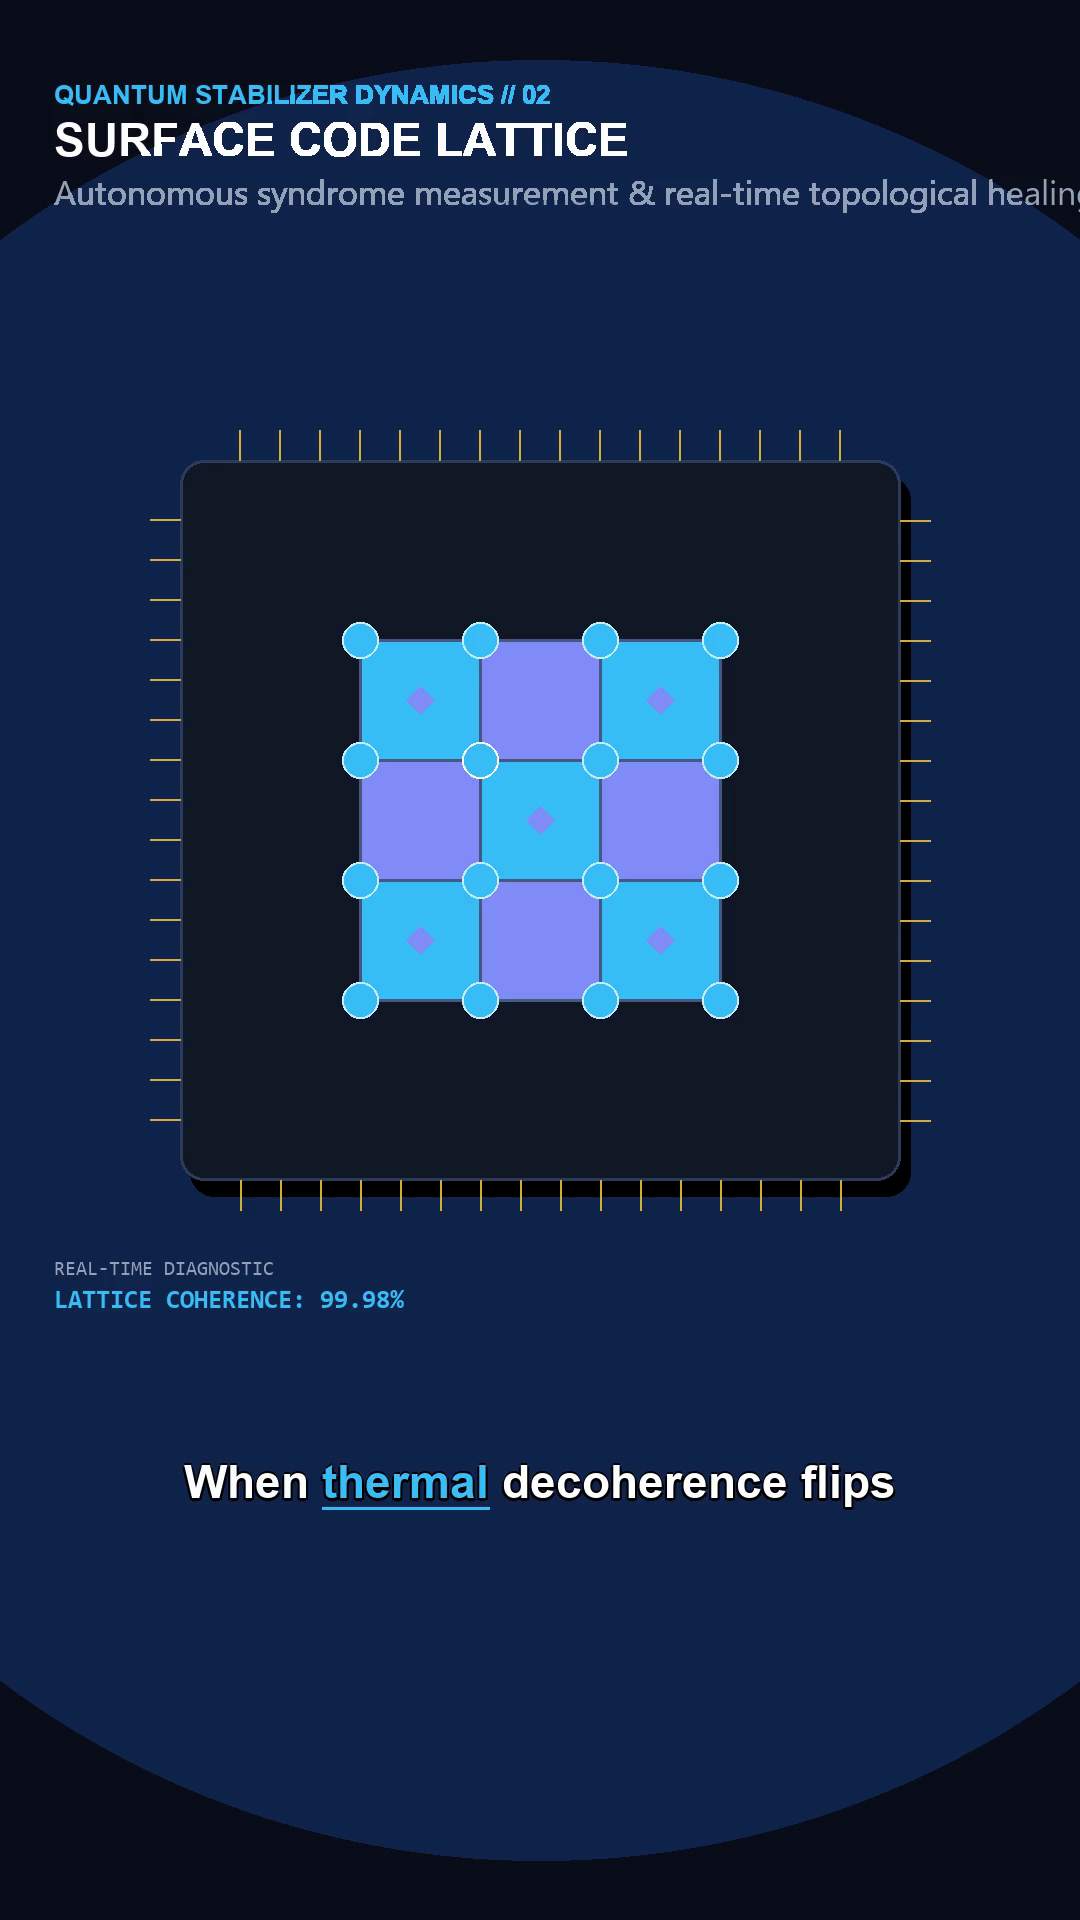 QUANTUM STABILIZER DYNAMICS // 02
SURFACE CODE LATTICE
Autonomous syndrome measurement & real-time topological healing
REAL-TIME DIAGNOSTIC
LATTICE COHERENCE: 99.98%
When thermal decoherence flips